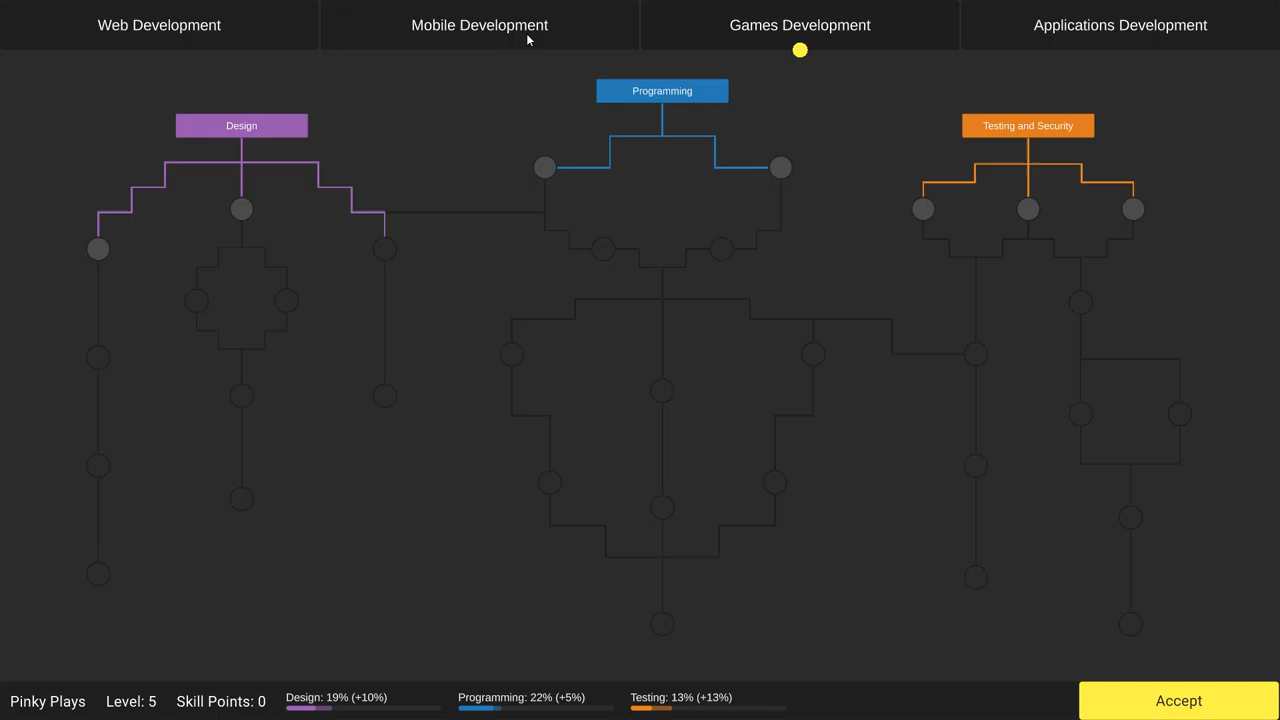 Web Development
Mobile Development
Games Development
Applications Development
Programming
Design
Testing and Security
Pinky Plays
Level: 5
Skill Points: 0
Design: 19% (+10%)
Programming: 22% (+5%)
Testing: 13% (+13%)
Accept